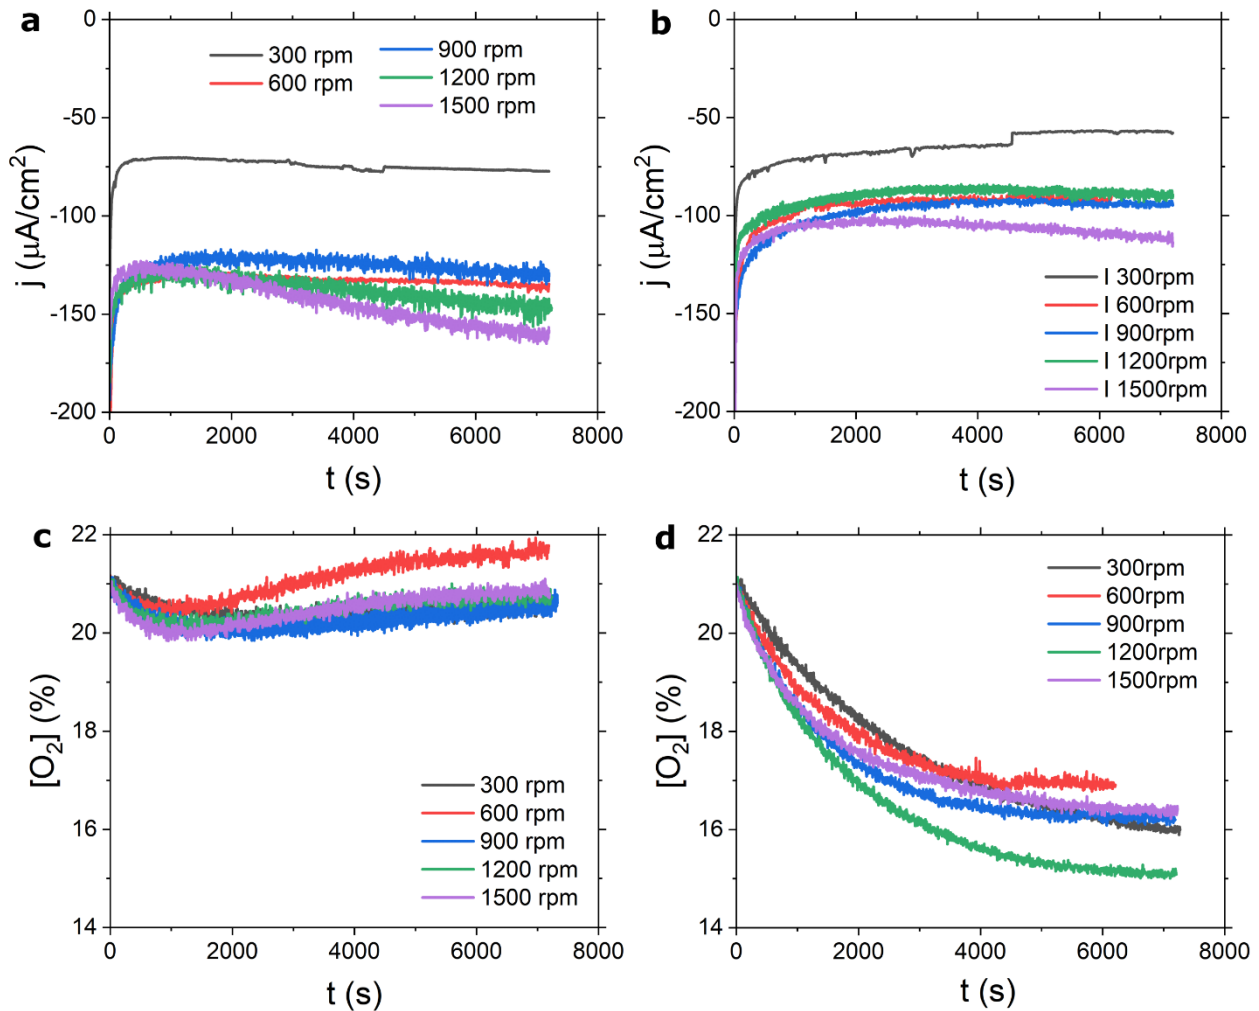 a
300 rpm
600 rpm
900 rpm
1200 rpm
1500 rpm
0
-50
-100
-150
-200
j (µA/cm²)
0 2000 4000 6000 8000
t (s)
b
I 300rpm
I 600rpm
I 900rpm
I 1200rpm
I 1500rpm
0
-50
-100
-150
-200
j (µA/cm²)
0 2000 4000 6000 8000
t (s)
c
300 rpm
600 rpm
900 rpm
1200 rpm
1500 rpm
22
20
18
16
14
[O₂] (%)
0 2000 4000 6000 8000
t (s)
d
300rpm
600rpm
900rpm
1200rpm
1500rpm
22
20
18
16
14
[O₂] (%)
0 2000 4000 6000 8000
t (s)